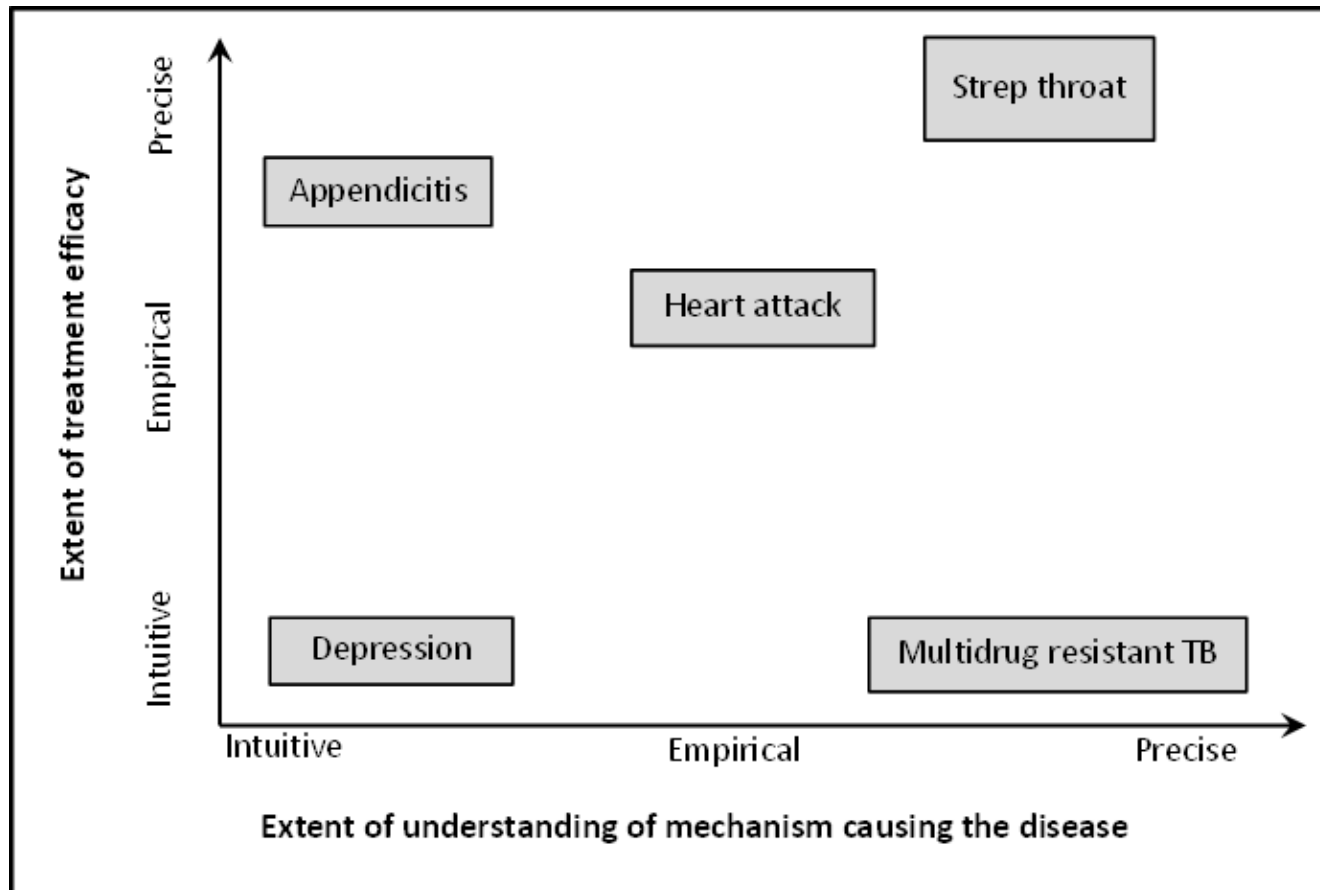 Extent of treatment efficacy
Precise
Empirical
Intuitive
Strep throat
Appendicitis
Heart attack
Depression
Multidrug resistant TB
Intuitive
Empirical
Precise
Extent of understanding of mechanism causing the disease